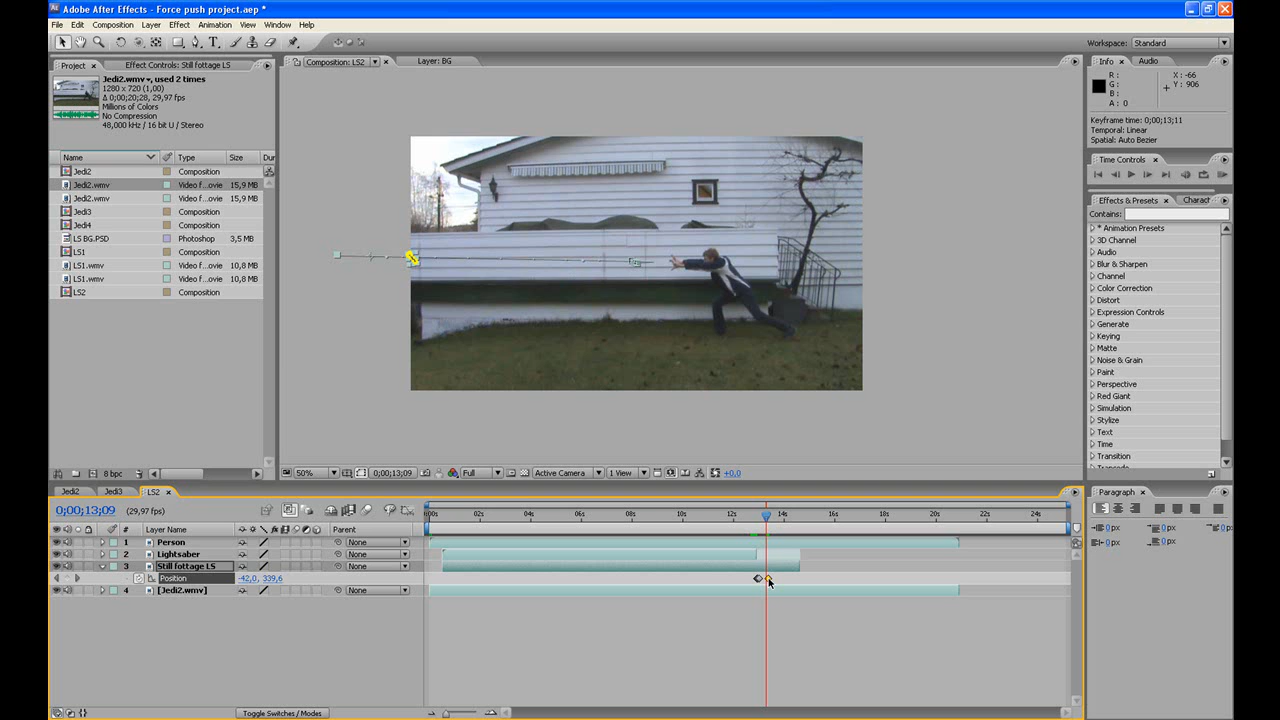 Adobe After Effects - Force push project.aep *
File Edit Composition Layer Effect Animation View Window Help
Workspace: Standard
Project × Effect Controls: Still fottage LS
Composition: LS2 × Layer: BG
Info × Audio
Jedi2.wmv, used 2 times
1280 x 720 (1,00)
Δ 0;00;20;28, 29,97 fps
Millions of Colors
No Compression
48,000 kHz / 16 bit U / Stereo
R : X : -66
G : Y : 906
B :
A : 0
Keyframe time: 0;00;13;11
Temporal: Linear
Spatial: Auto Bezier
Time Controls ×
Name Type Size Dur
Jedi2 Composition
Jedi2.wmv Video f...ovie 15,9 MB
Jedi2.wmv Video f...ovie 15,9 MB
Jedi3 Composition
Jedi4 Composition
LS BG.PSD Photoshop 3,5 MB
LS1 Composition
LS1.wmv Video f...ovie 10,8 MB
LS1.wmv Video f...ovie 10,8 MB
LS2 Composition
8 bpc
Effects & Presets × Charact
Contains:
* Animation Presets
3D Channel
Audio
Blur & Sharpen
Channel
Color Correction
Distort
Expression Controls
Generate
Keying
Matte
Noise & Grain
Paint
Perspective
Red Giant
Simulation
Stylize
Text
Time
Transition
50% 0;00;13;09 Full Active Camera 1 View +0,0
Jedi2 Jedi3 LS2 ×
0;00;13;09 (29,97 fps)
02s 04s 06s 08s 10s 12s 14s 16s 18s 20s 22s 24s
# Layer Name Parent
1 Person None
2 Lightsaber None
3 Still fottage LS None
Position -42,0, 339,6
4 [Jedi2.wmv] None
Toggle Switches / Modes
Paragraph ×
0 px 0 px 0 px
0 px 0 px